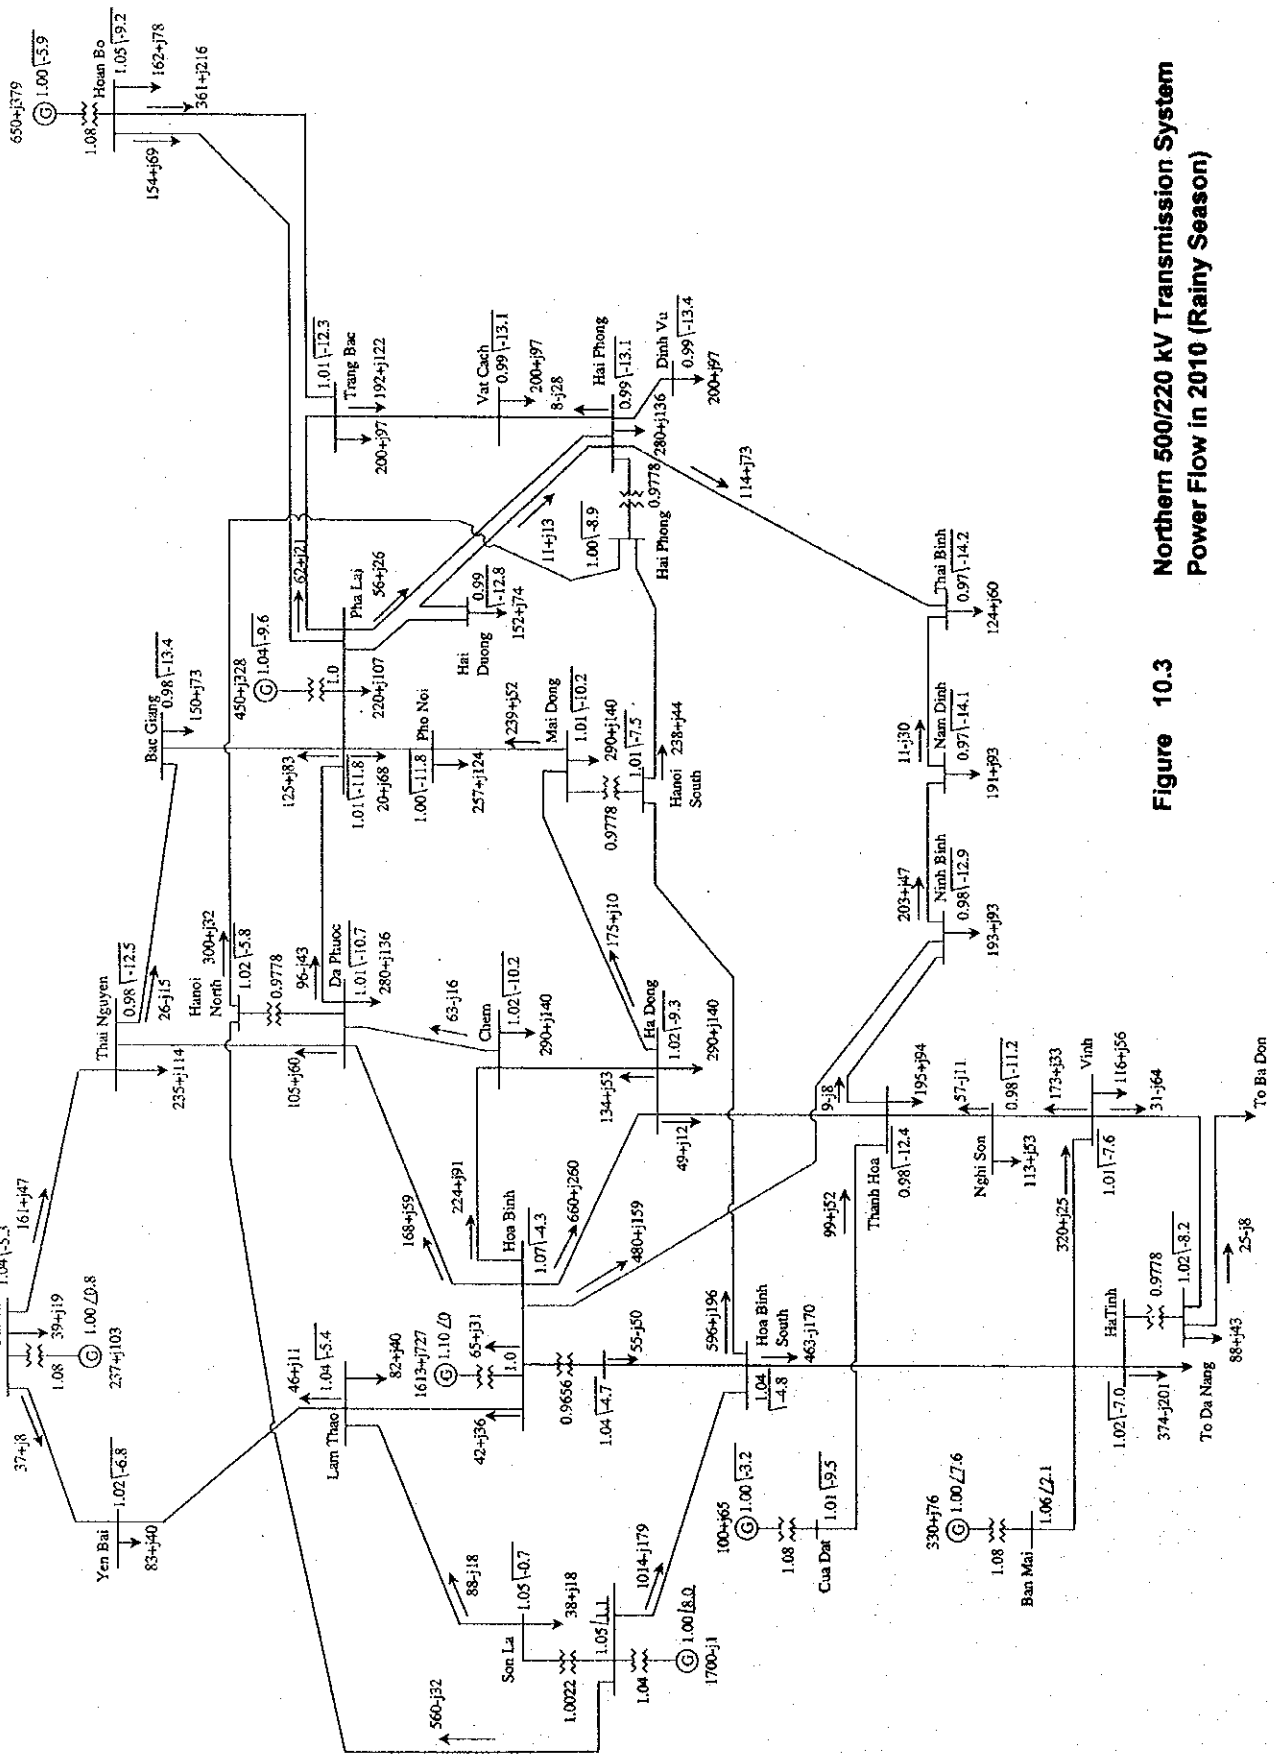 650+j379
1.00 \-5.9
G
Hoan Bo
1.05 \-9.2
1.08
162+j78
361+j216
154+j69
1.01 \-12.3
Trang Bac
192+j122
200+j97
Vat Cach
0.99 \-13.1
200+j97
8-j28
Hai Phong
0.99 \-13.1
Dinh Vu
0.99 \-13.4
200+j97
280+j136
0.9778
114+j73
1.00 \-8.9
Hai Phong
11+j13
62+j21
Pha Lai
56+j26
0.99 \-12.8
152+j74
Hai Duong
450+j328
G
1.04 \-9.6
1.0
220+j107
Bac Giang
0.98 \-13.4
150+j73
125+j83
1.01 \-11.8
20+j68
Pho Noi
1.00 \-11.8
257+j124
239+j52
Mai Dong
1.01 \-10.2
290+j140
0.9778
1.01 \-7.5
Hanoi South
238+j44
Thai Nguyen
0.98 \-12.5
26-j15
235+j114
Hanoi North
300+j32
1.02 \-5.8
0.9778
Da Phuoc
1.01 \-10.7
96-j43
280+j136
105+j60
63-j16
Chem
1.02 \-10.2
290+j140
175+j10
Ha Dong
1.02 \-9.3
290+j140
134+j53
49+j12
1.04 \-5.3
161+j47
39+j19
1.00 /0.8
1.08
G
237+j103
37+j8
Yen Bai
1.02 \-6.8
83+j40
46+j11
1.04 \-5.4
82+j40
Lam Thao
168+j59
224+j91
Hoa Binh
1.07 \-4.3
660+j260
480+j159
1613+j727
G
1.10 /0
65+j31
1.0
42+j36
0.9656
55-j50
1.04 \-4.7
596+j196
Hoa Binh South
463-j170
1.04 \-4.8
88-j18
1.05 \-0.7
38+j18
Son La
1.0022
1.05 /1.1
1014-j179
1.04
G
1.00 /8.0
1700-j1
560-j32
100+j65
G
1.00 \-3.2
1.08
1.01 \-9.5
Cua Dat
99+j52
330+j76
G
1.00 /7.6
1.08
1.06 /2.1
Ban Mai
320+j25
9-j8
195+j94
Thanh Hoa
0.98 \-12.4
57-j11
0.98 \-11.2
Nghi Son
113+j53
173+j33
Vinh
116+j56
31-j64
1.01 \-7.6
HaTinh
0.9778
1.02 \-8.2
88+j43
25-j8
1.02 \-7.0
374-j201
To Da Nang
To Ba Don
203+j47
Ninh Binh
0.98 \-12.9
193+j93
11-j30
Nam Dinh
0.97 \-14.1
191+j93
Thai Binh
0.97 \-14.2
124+j60
Figure 10.3 Northern 500/220 kV Transmission System
Power Flow in 2010 (Rainy Season)